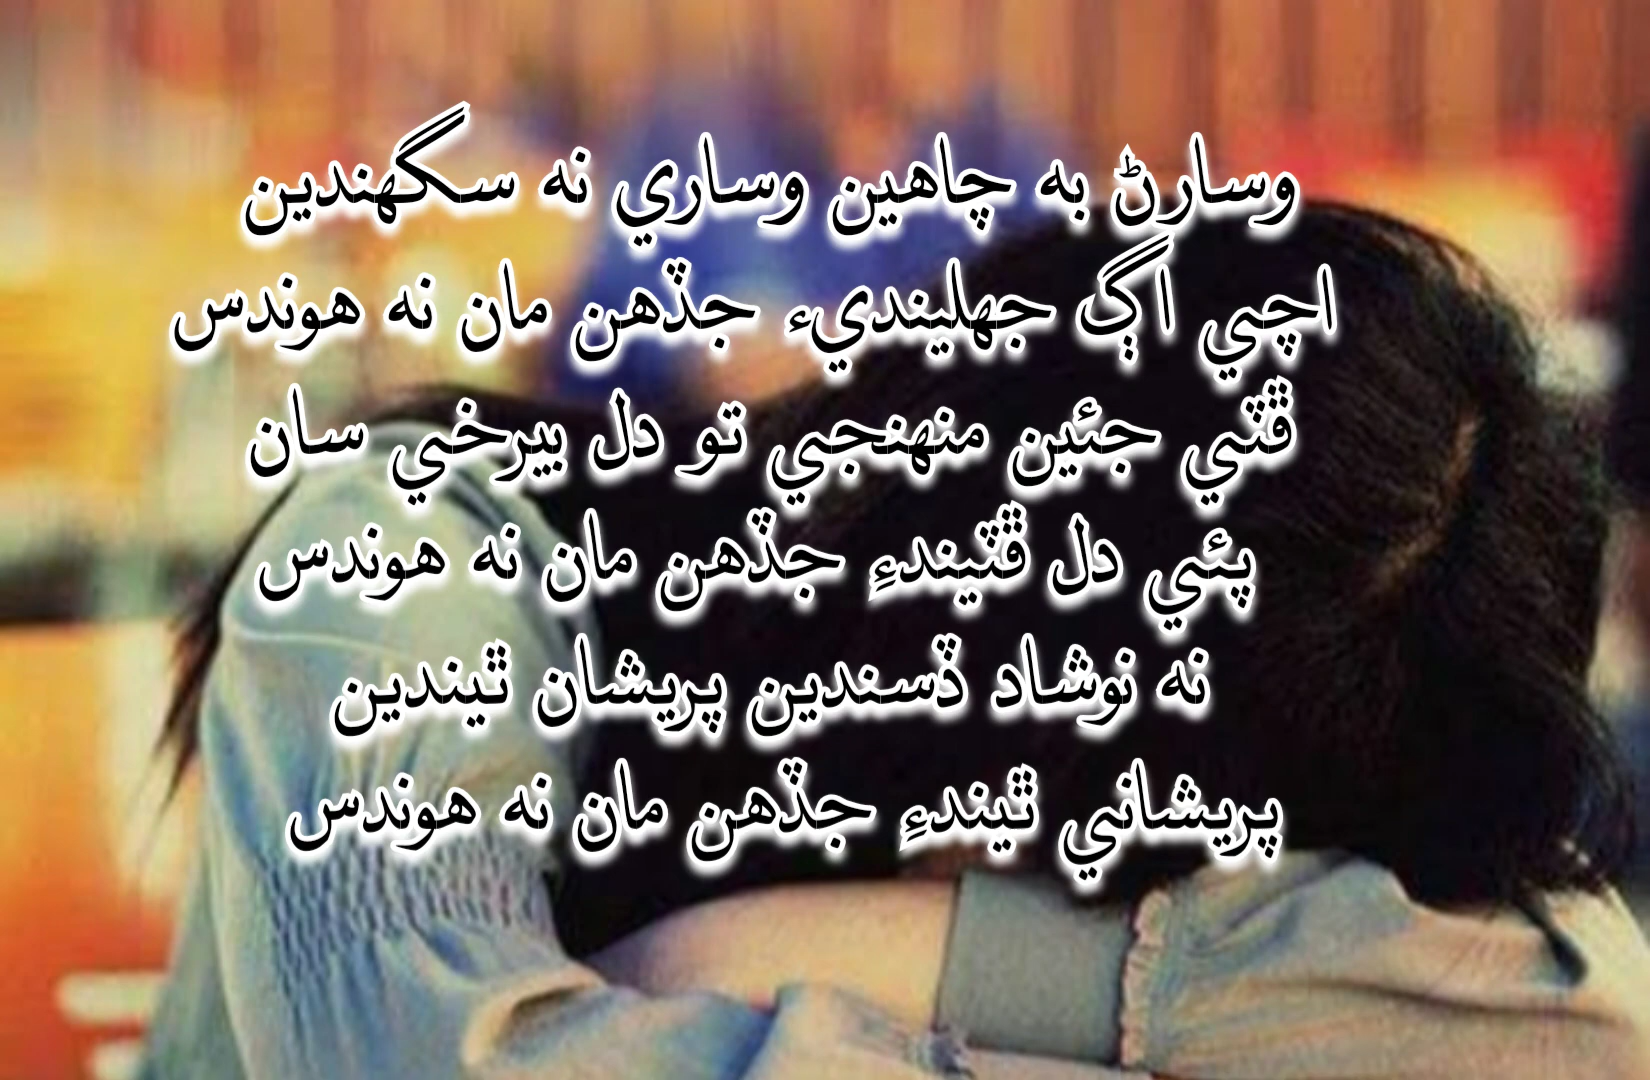 وسارڻ به چاهين وساري نه سگهندين
اچي اڳ جهليندديء جڏهن مان نه هوندس
ڦٽي جئين منهنجي تو دل بيرخي سان
پئي دل ڦٽيندءِ جڏهن مان نه هوندس
نه نوشاد ڏسندين پريشان ٿيندين
پريشاني ٿيندءِ جڏهن مان نه هوندس